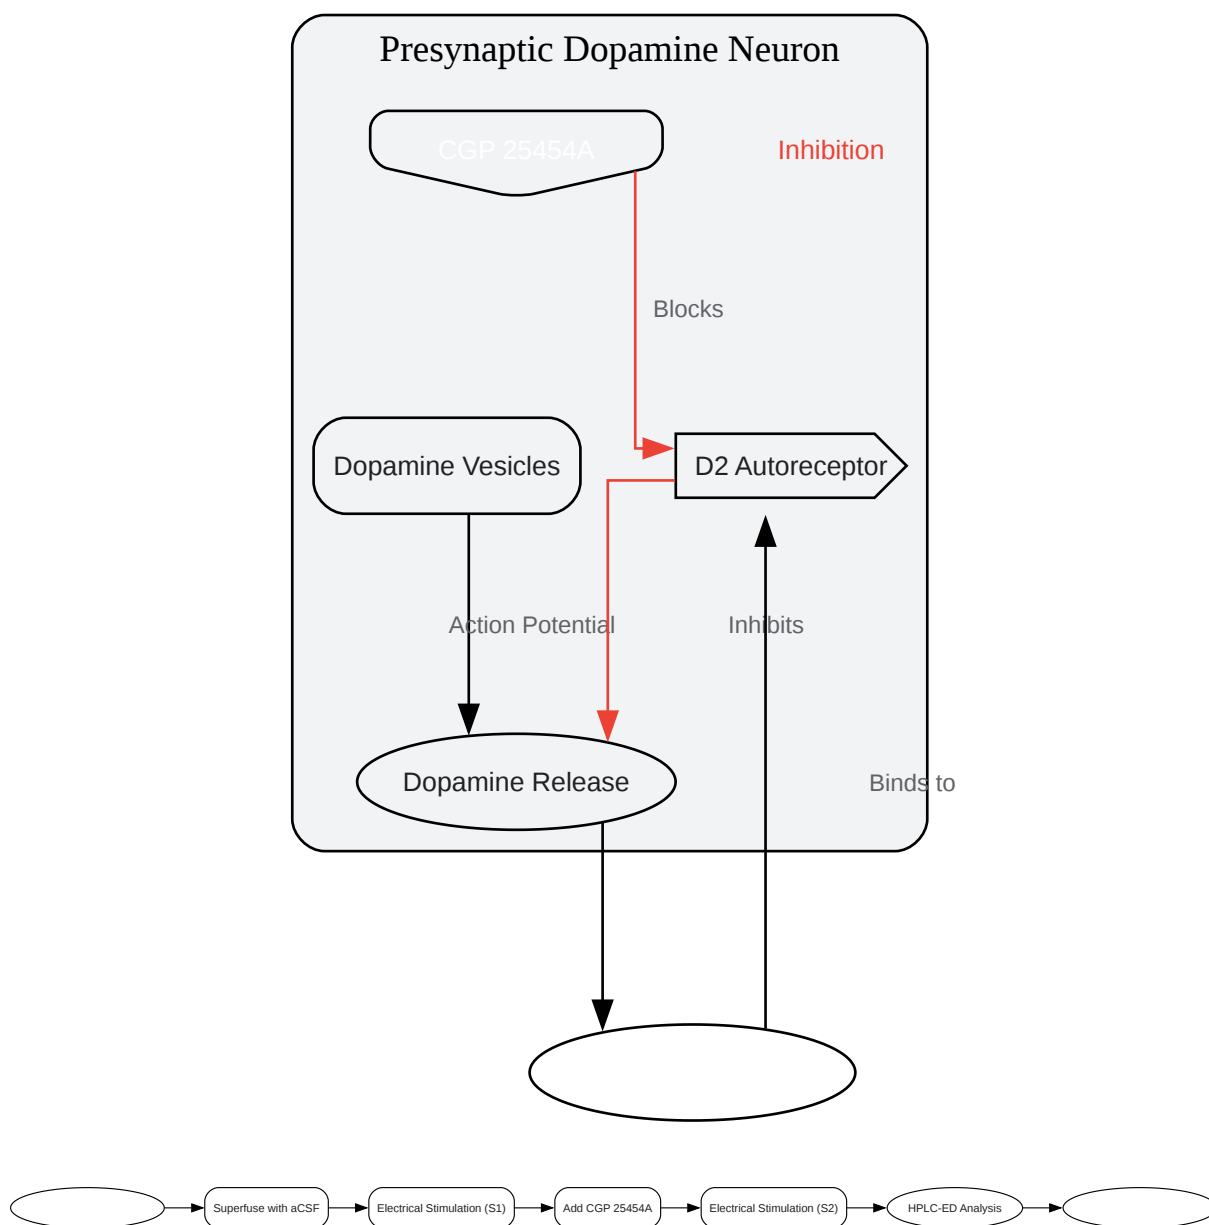 Presynaptic Dopamine Neuron
CGP 25454A
Inhibition
Blocks
Dopamine Vesicles
D2 Autoreceptor
Action Potential
Inhibits
Dopamine Release
Binds to
Superfuse with aCSF
Electrical Stimulation (S1)
Add CGP 25454A
Electrical Stimulation (S2)
HPLC-ED Analysis